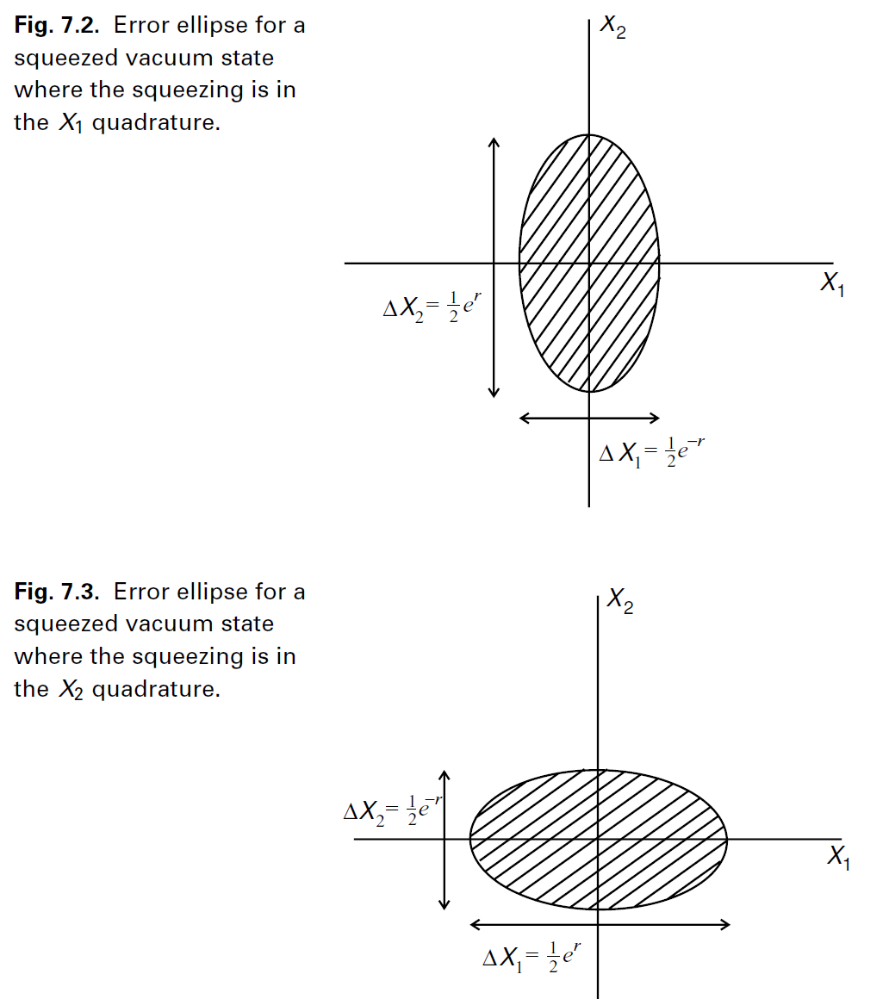 Fig. 7.2. Error ellipse for a
squeezed vacuum state
where the squeezing is in
the X₁ quadrature.
X₂
X₁
ΔX₂ = ½eʳ
ΔX₁ = ½e⁻ʳ
Fig. 7.3. Error ellipse for a
squeezed vacuum state
where the squeezing is in
the X₂ quadrature.
X₂
ΔX₂ = ½e⁻ʳ
X₁
ΔX₁ = ½eʳ